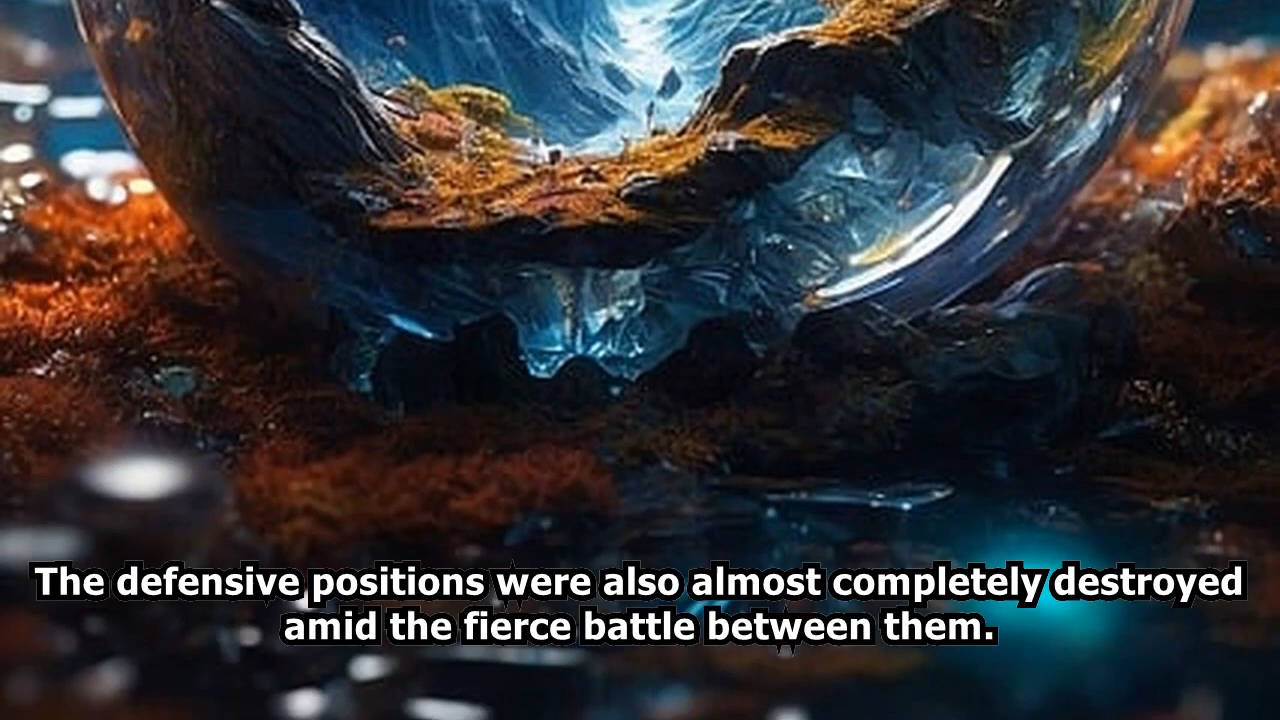 The defensive positions were also almost completely destroyed
amid the fierce battle between them.